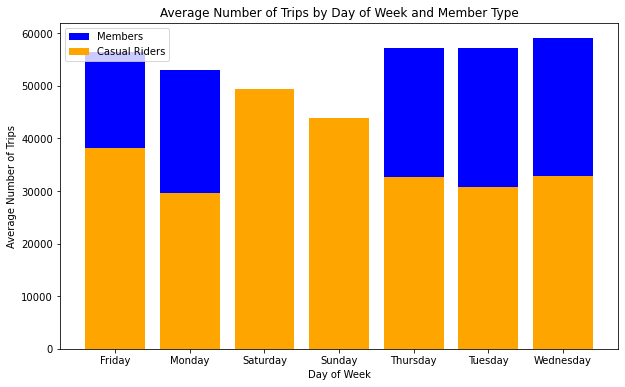 Average Number of Trips by Day of Week and Member Type
Members
Casual Riders
60000
50000
40000
30000
20000
10000
0
Average Number of Trips
Friday Monday Saturday Sunday Thursday Tuesday Wednesday
Day of Week